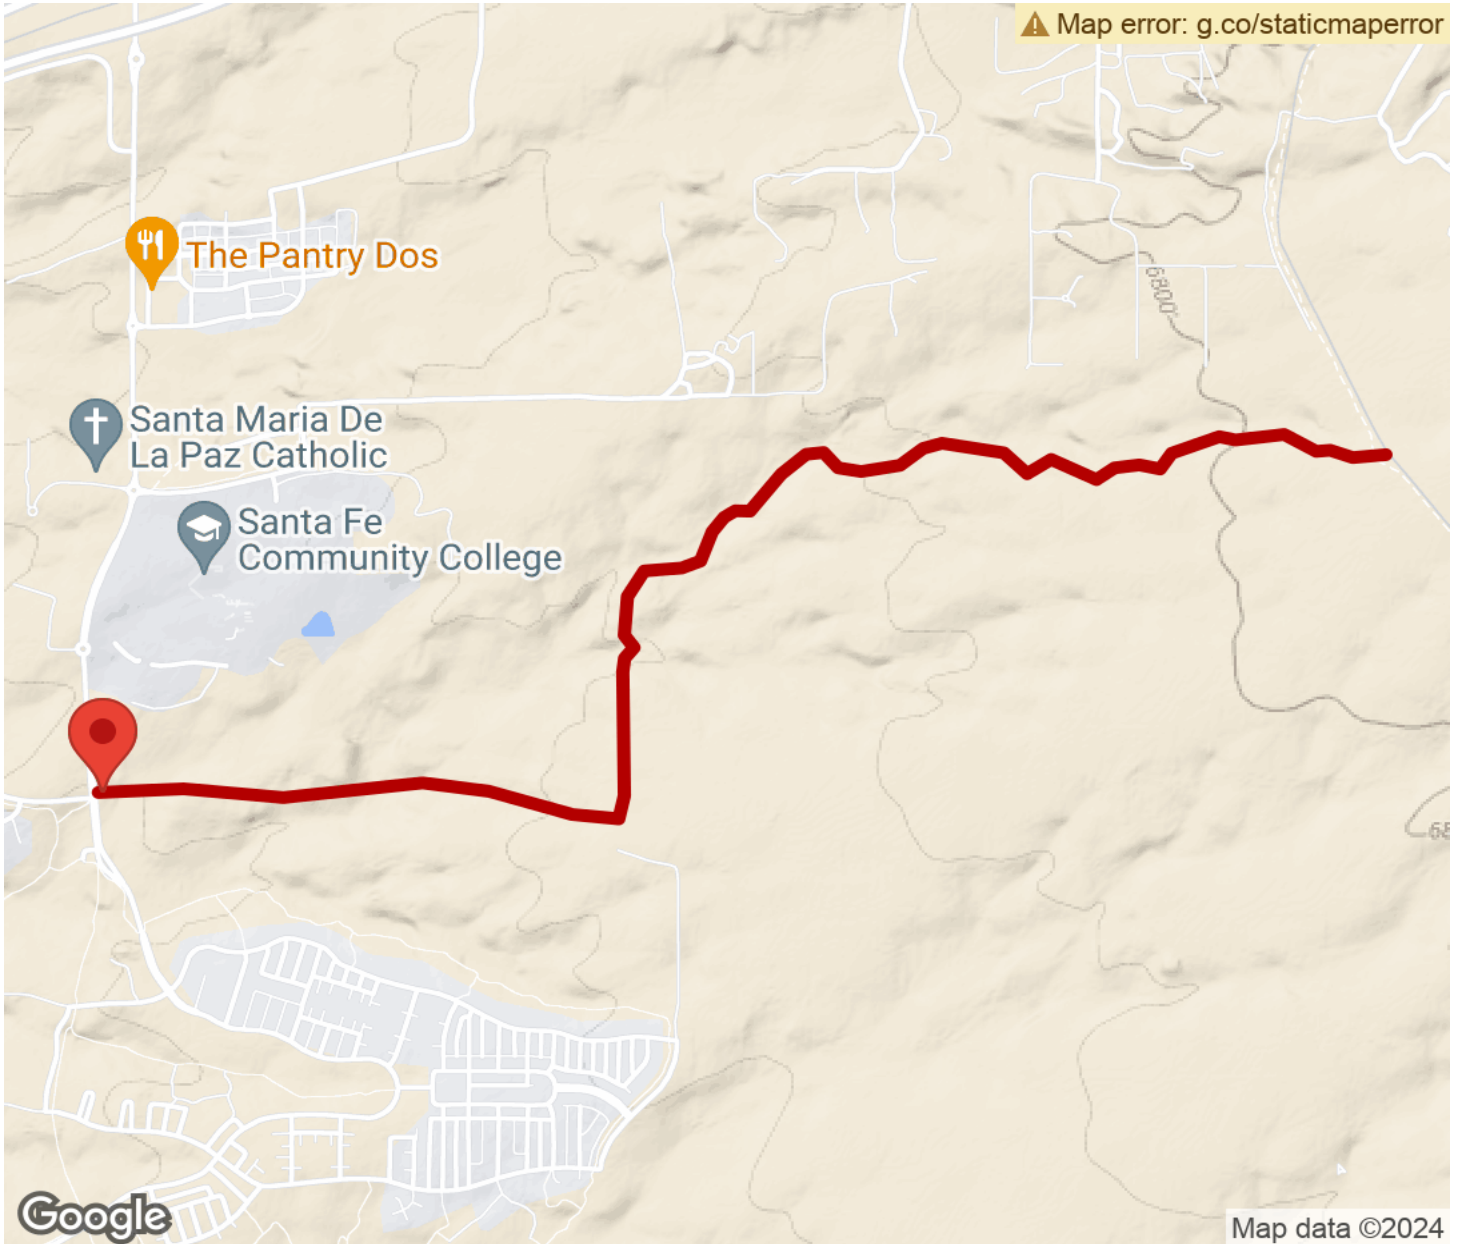 Map error: g.co/staticmaperror
The Pantry Dos
6800'
Santa Maria De
La Paz Catholic
Santa Fe
Community College
Google
Map data ©2024